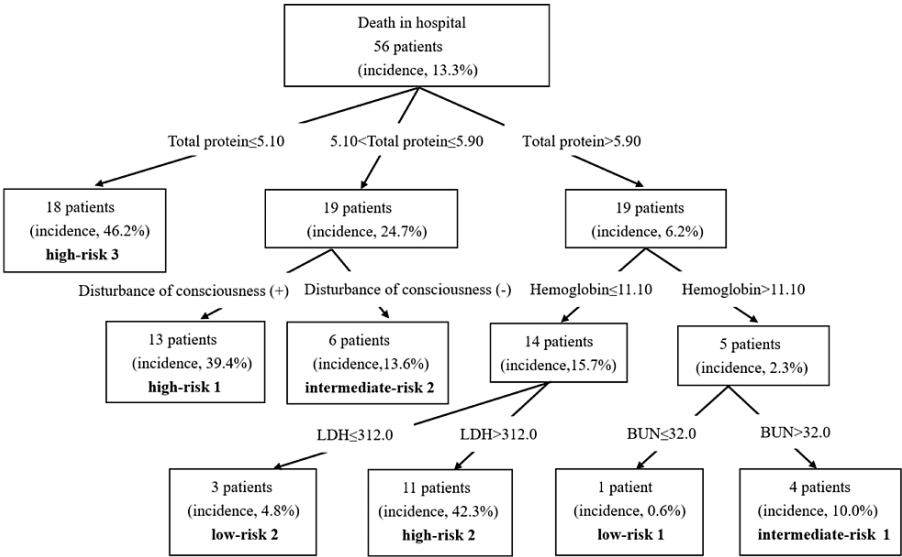 Death in hospital
56 patients
(incidence, 13.3%)
Total protein≤5.10
5.10<Total protein≤5.90
Total protein>5.90
18 patients
(incidence, 46.2%)
high-risk 3
19 patients
(incidence, 24.7%)
19 patients
(incidence, 6.2%)
Disturbance of consciousness (+)
Disturbance of consciousness (-)
Hemoglobin≤11.10
Hemoglobin>11.10
13 patients
(incidence, 39.4%)
high-risk 1
6 patients
(incidence,13.6%)
intermediate-risk 2
14 patients
(incidence,15.7%)
5 patients
(incidence, 2.3%)
LDH≤312.0
LDH>312.0
BUN≤32.0
BUN>32.0
3 patients
(incidence, 4.8%)
low-risk 2
11 patients
(incidence, 42.3%)
high-risk 2
1 patient
(incidence, 0.6%)
low-risk 1
4 patients
(incidence, 10.0%)
intermediate-risk 1